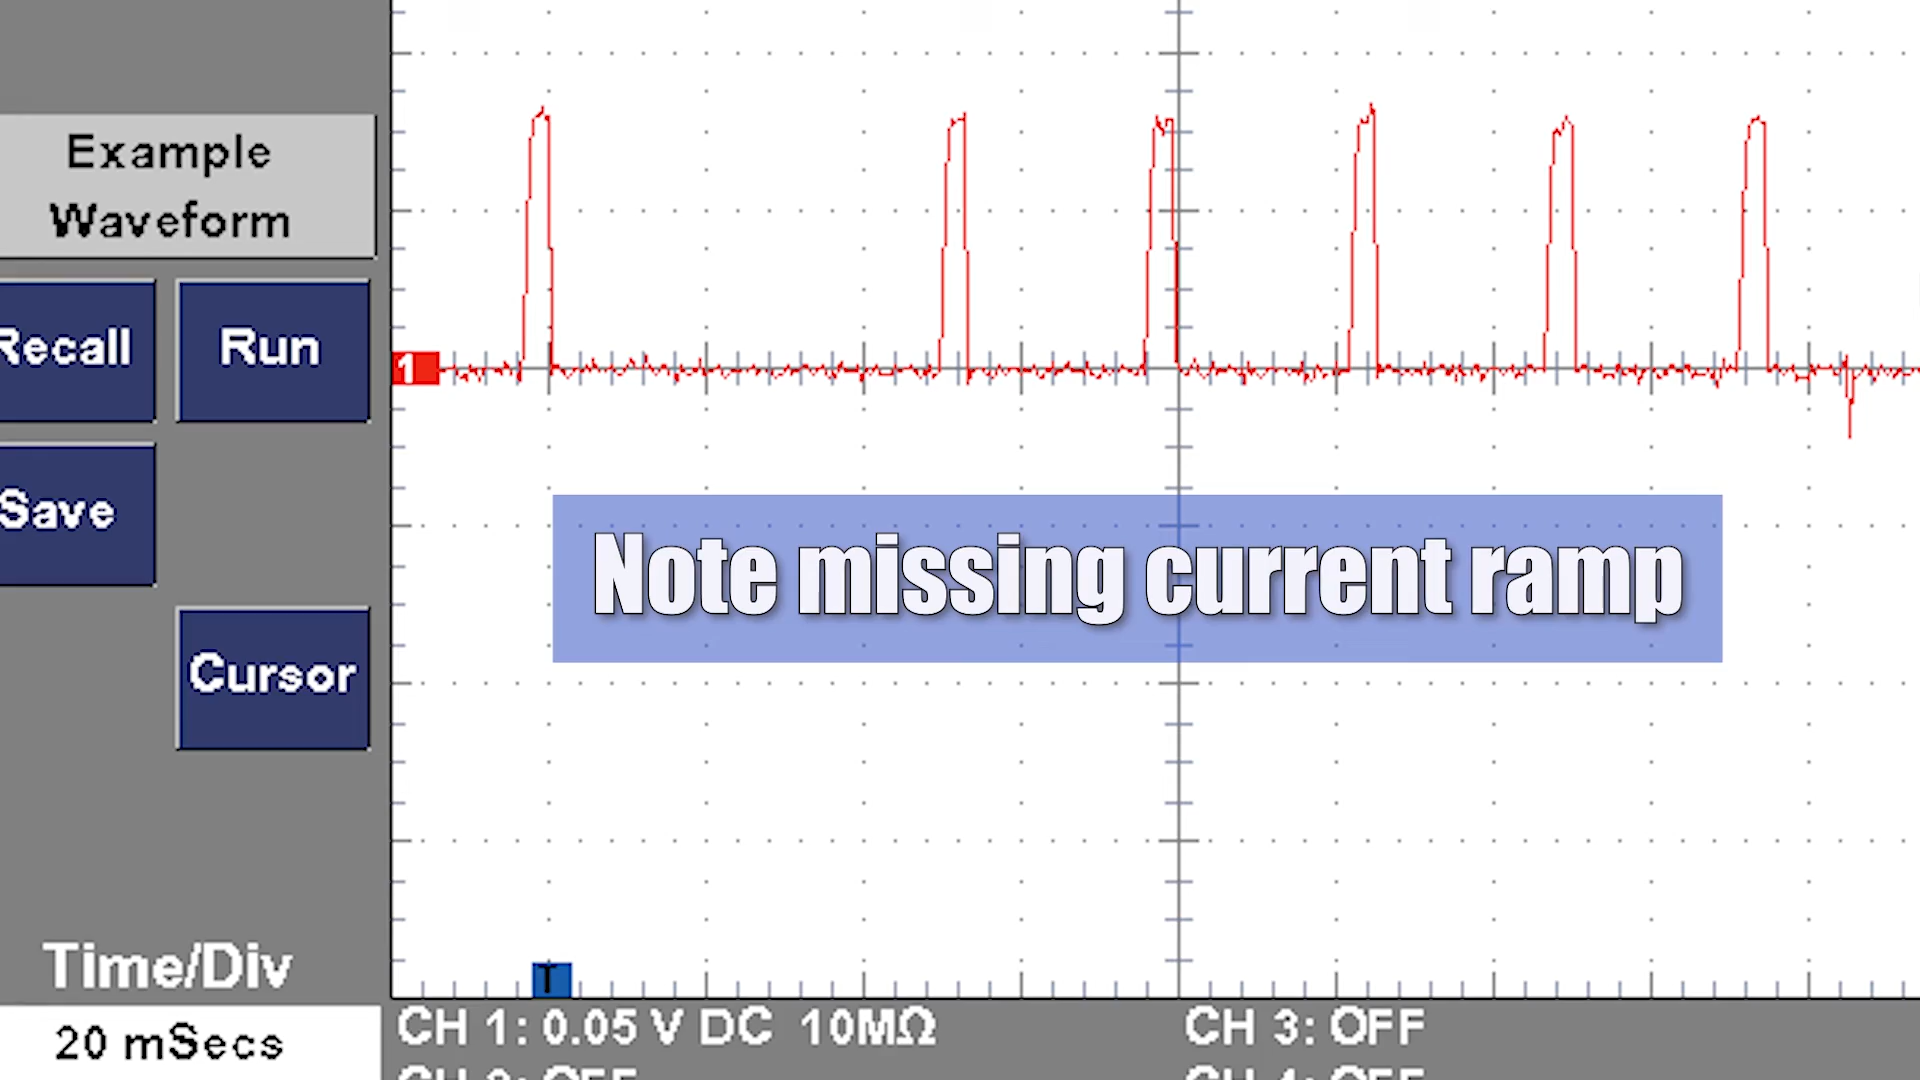 Example
Waveform
Recall
Run
Save
Cursor
1
Note missing current ramp
T
Time/Div
20 mSecs
CH 1: 0.05 V DC 10MΩ
CH 3: OFF